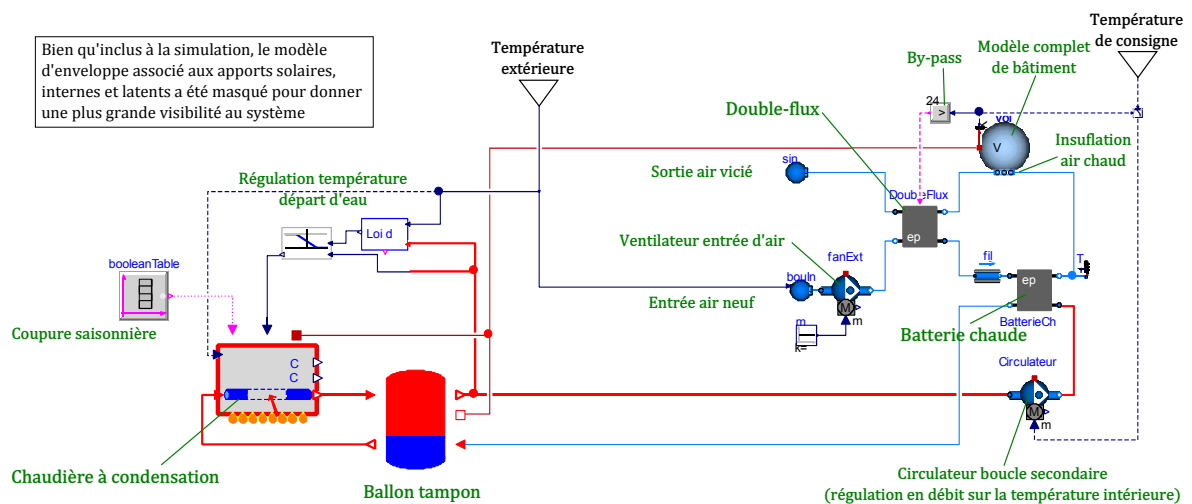 Bien qu'inclus à la simulation, le modèle
d'enveloppe associé aux apports solaires,
internes et latents a été masqué pour donner
une plus grande visibilité au système
Température
extérieure
Température
de consigne
Modèle complet
de bâtiment
By-pass
24
>
V
Double-flux
Insuflation
air chaud
sin
Sortie air vicié
DoubleFlux
ep
Régulation température
départ d'eau
Loi d
Ventilateur entrée d'air
fanExt
bouIn
Entrée air neuf
M
m
m
k=
fil
T
ep
BatterieCh
Batterie chaude
booleanTable
Coupure saisonnière
C
C
Circulateur
M
m
Chaudière à condensation
Ballon tampon
Circulateur boucle secondaire
(régulation en débit sur la température intérieure)